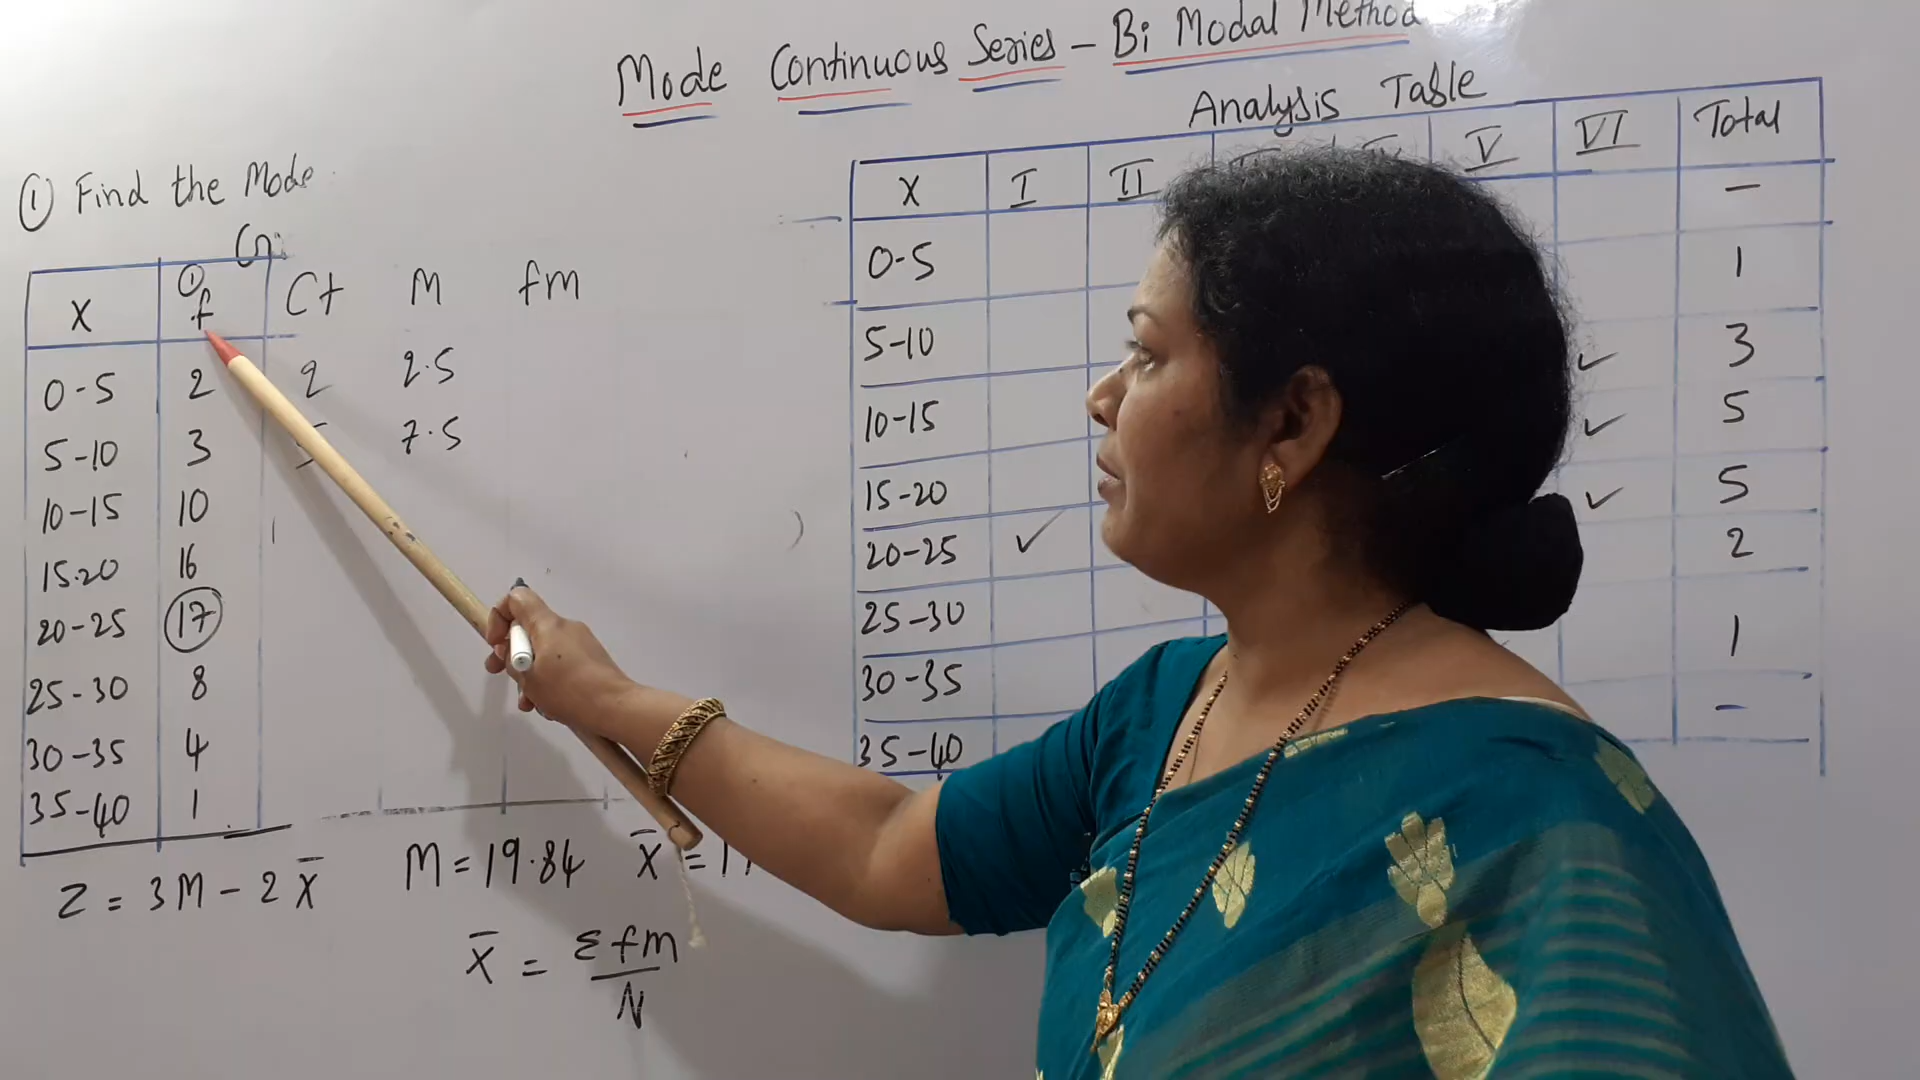 Mode Continuous Series - Bi Modal Method
Analysis Table
① Find the Mode
X ① f Cf M fm
0-5 2 2 2.5
5-10 3 5 7.5
10-15 10
15.20 16
20-25 17
25-30 8
30-35 4
35-40 1
Z = 3M - 2X̄
M = 19.84 X̄ =
X̄ = Σfm
N
X I II V VI Total
-
0-5 1
5-10 ✓ 3
10-15 ✓ 5
15-20 ✓ 5
20-25 ✓ 2
25-30 1
30-35 -
35-40